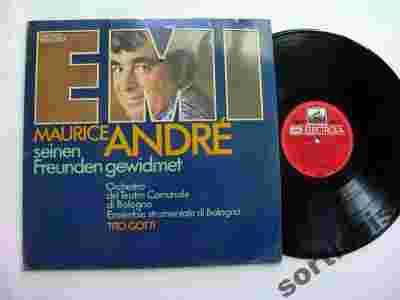 EMI
MAURICE ANDRÉ
seinen
Freunden gewidmet
Orchestra
del Teatro Comunale
di Bologna
Ensemble strumentale di Bologna
TITO GOTTI
ELECTROLA